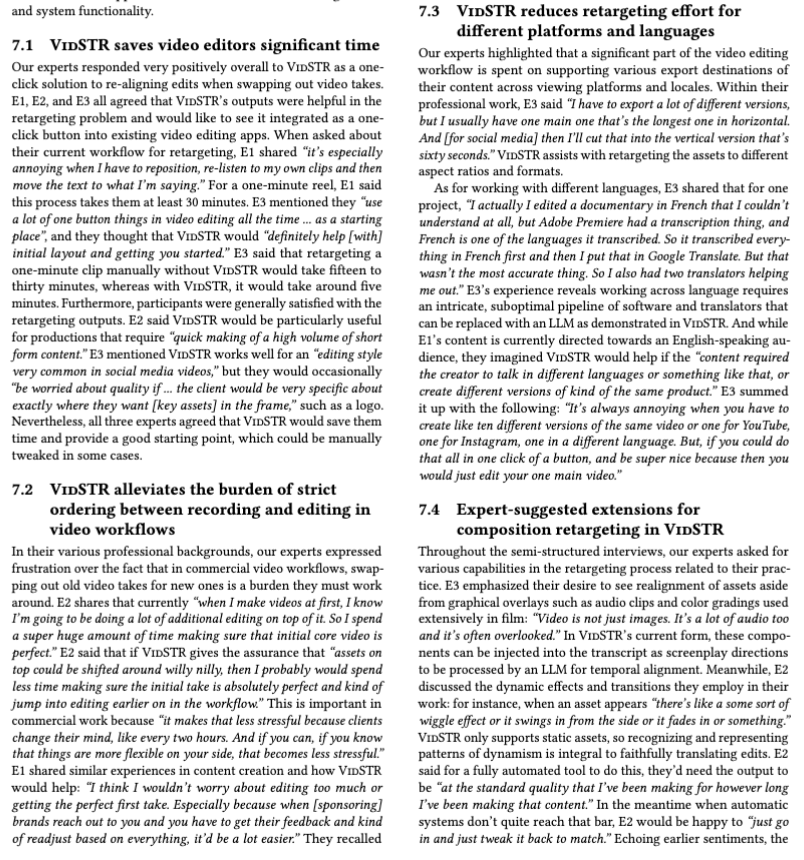 and system functionality.
7.1 VIDSTR saves video editors significant time
Our experts responded very positively overall to VIDSTR as a one-
click solution to re-aligning edits when swapping out video takes.
E1, E2, and E3 all agreed that VIDSTR's outputs were helpful in the
retargeting problem and would like to see it integrated as a one-
click button into existing video editing apps. When asked about
their current workflow for retargeting, E1 shared "it's especially
annoying when I have to reposition, re-listen to my own clips and then
move the text to what I'm saying." For a one-minute reel, E1 said
this process takes them at least 30 minutes. E3 mentioned they "use
a lot of one button things in video editing all the time ... as a starting
place", and they thought that VIDSTR would "definitely help [with]
initial layout and getting you started." E3 said that retargeting a
one-minute clip manually without VIDSTR would take fifteen to
thirty minutes, whereas with VIDSTR, it would take around five
minutes. Furthermore, participants were generally satisfied with the
retargeting outputs. E2 said VIDSTR would be particularly useful
for productions that require "quick making of a high volume of short
form content." E3 mentioned VIDSTR works well for an "editing style
very common in social media videos," but they would occasionally
"be worried about quality if ... the client would be very specific about
exactly where they want [key assets] in the frame," such as a logo.
Nevertheless, all three experts agreed that VIDSTR would save them
time and provide a good starting point, which could be manually
tweaked in some cases.
7.2 VIDSTR alleviates the burden of strict
ordering between recording and editing in
video workflows
In their various professional backgrounds, our experts expressed
frustration over the fact that in commercial video workflows, swap-
ping out old video takes for new ones is a burden they must work
around. E2 shares that currently "when I make videos at first, I know
I'm going to be doing a lot of additional editing on top of it. So I spend
a super huge amount of time making sure that initial core video is
perfect." E2 said that if VIDSTR gives the assurance that "assets on
top could be shifted around willy nilly, then I probably would spend
less time making sure the initial take is absolutely perfect and kind of
jump into editing earlier on in the workflow." This is important in
commercial work because "it makes that less stressful because clients
change their mind, like every two hours. And if you can, if you know
that things are more flexible on your side, that becomes less stressful."
E1 shared similar experiences in content creation and how VIDSTR
would help: "I think I wouldn't worry about editing too much or
getting the perfect first take. Especially because when [sponsoring]
brands reach out to you and you have to get their feedback and kind
of readjust based on everything, it'd be a lot easier." They recalled
7.3 VIDSTR reduces retargeting effort for
different platforms and languages
Our experts highlighted that a significant part of the video editing
workflow is spent on supporting various export destinations of
their content across viewing platforms and locales. Within their
professional work, E3 said "I have to export a lot of different versions,
but I usually have one main one that's the longest one in horizontal.
And [for social media] then I'll cut that into the vertical version that's
sixty seconds." VIDSTR assists with retargeting the assets to different
aspect ratios and formats.
As for working with different languages, E3 shared that for one
project, "I actually I edited a documentary in French that I couldn't
understand at all, but Adobe Premiere had a transcription thing, and
French is one of the languages it transcribed. So it transcribed every-
thing in French first and then I put that in Google Translate. But that
wasn't the most accurate thing. So I also had two translators helping
me out." E3's experience reveals working across language requires
an intricate, suboptimal pipeline of software and translators that
can be replaced with an LLM as demonstrated in VIDSTR. And while
E1's content is currently directed towards an English-speaking au-
dience, they imagined VIDSTR would help if the "content required
the creator to talk in different languages or something like that, or
create different versions of kind of the same product." E3 summed
it up with the following: "It's always annoying when you have to
create like ten different versions of the same video or one for YouTube,
one for Instagram, one in a different language. But, if you could do
that all in one click of a button, and be super nice because then you
would just edit your one main video."
7.4 Expert-suggested extensions for
composition retargeting in VIDSTR
Throughout the semi-structured interviews, our experts asked for
various capabilities in the retargeting process related to their prac-
tice. E3 emphasized their desire to see realignment of assets aside
from graphical overlays such as audio clips and color gradings used
extensively in film: "Video is not just images. It's a lot of audio too
and it's often overlooked." In VIDSTR's current form, these compo-
nents can be injected into the transcript as screenplay directions
to be processed by an LLM for temporal alignment. Meanwhile, E2
discussed the dynamic effects and transitions they employ in their
work: for instance, when an asset appears "there's like a some sort of
wiggle effect or it swings in from the side or it fades in or something."
VIDSTR only supports static assets, so recognizing and representing
patterns of dynamism is integral to faithfully translating edits. E2
said for a fully automated tool to do this, they'd need the output to
be "at the standard quality that I've been making for however long
I've been making that content." In the meantime when automatic
systems don't quite reach that bar, E2 would be happy to "just go
in and just tweak it back to match." Echoing earlier sentiments, the